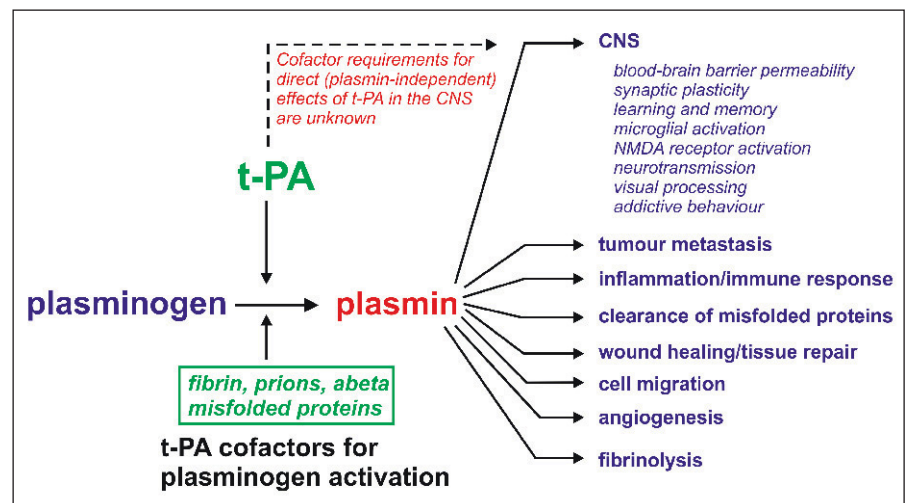 Cofactor requirements for
direct (plasmin-independent)
effects of t-PA in the CNS
are unknown
t-PA
plasminogen
plasmin
fibrin, prions, abeta
misfolded proteins
t-PA cofactors for
plasminogen activation
CNS
blood-brain barrier permeability
synaptic plasticity
learning and memory
microglial activation
NMDA receptor activation
neurotransmission
visual processing
addictive behaviour
tumour metastasis
inflammation/immune response
clearance of misfolded proteins
wound healing/tissue repair
cell migration
angiogenesis
fibrinolysis